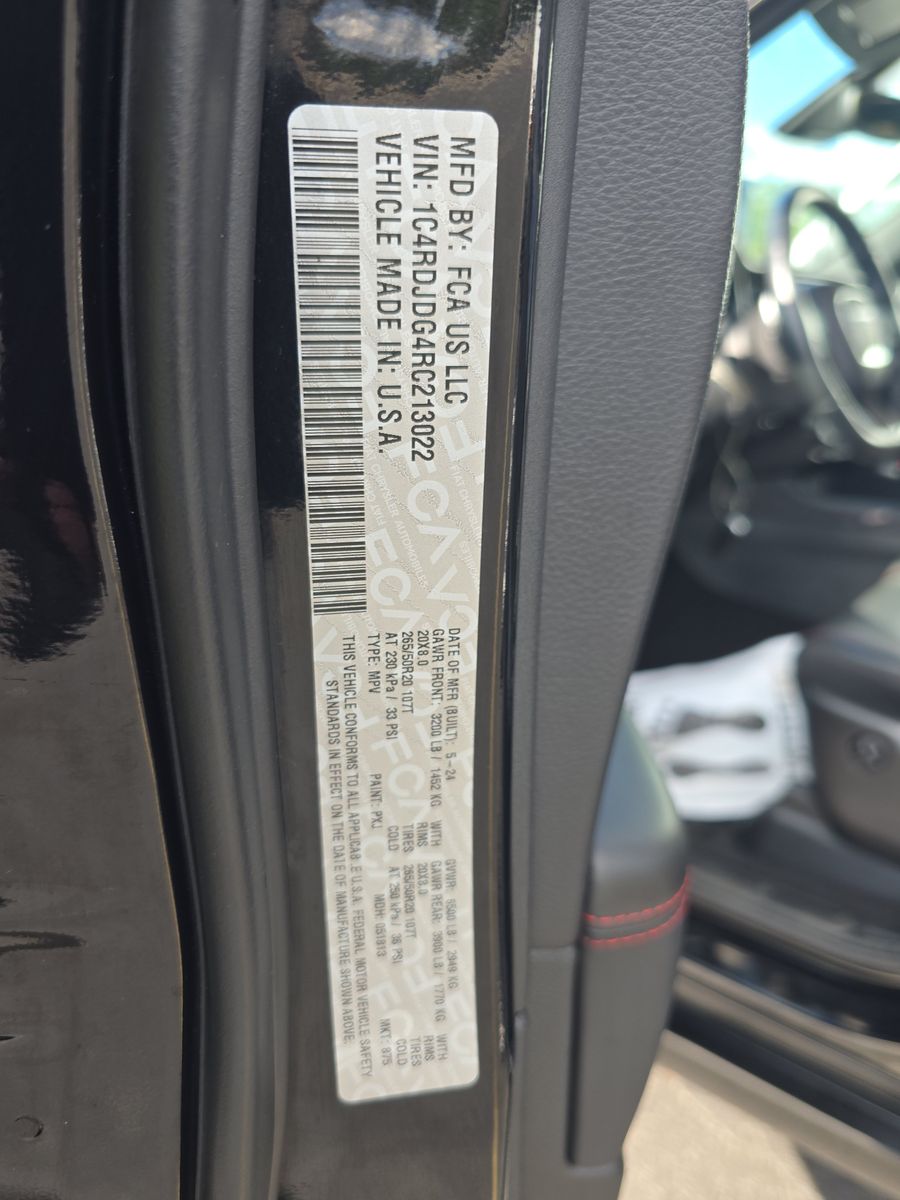 MFD BY: FCA US LLC
VIN: 1C4RDJDG4RC213022
VEHICLE MADE IN: U.S.A.
DATE OF MFR (BUILT): 5-24 GVWR: 6500 LB / 2949 KG
GAWR FRONT: 3200 LB / 1452 KG WITH GAWR REAR: 3900 LB / 1770 KG WITH
20X8.0 RIMS 20X8.0 RIMS
265/50R20 107T TIRES 265/50R20 107T TIRES
AT 230 kPa / 33 PSI COLD AT 250 kPa / 36 PSI COLD
TYPE: MPV PAINT: PXJ MDH: 051813 MKT: 875
THIS VEHICLE CONFORMS TO ALL APPLICABLE U.S.A. FEDERAL MOTOR VEHICLE SAFETY
STANDARDS IN EFFECT ON THE DATE OF MANUFACTURE SHOWN ABOVE.